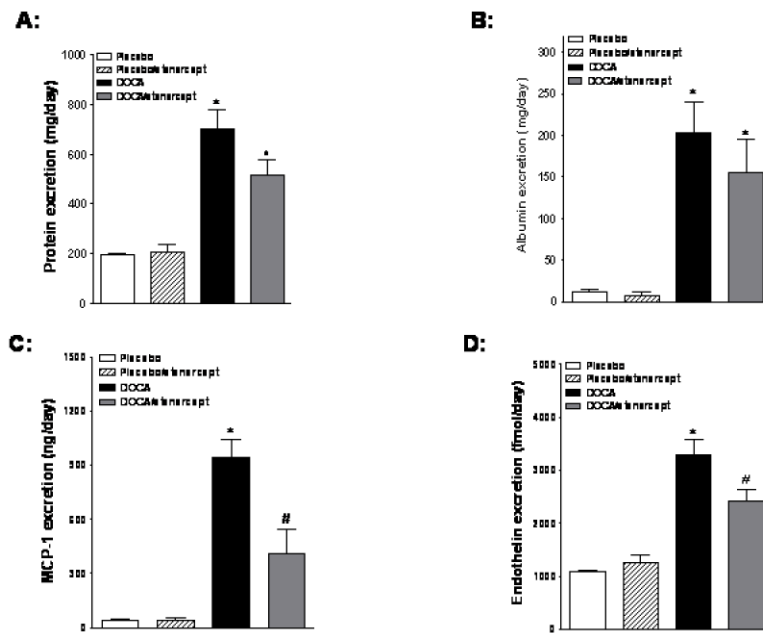 A:
Placebo
Placebo/etanercept
DOCA
DOCA/etanercept
Protein excretion (mg/day)
1000
800
600
400
200
0
*
*
B:
Placebo
Placebo/etanercept
DOCA
DOCA/etanercept
Albumin excretion (mg/day)
300
250
200
150
100
50
0
*
*
C:
Placebo
Placebo/etanercept
DOCA
DOCA/etanercept
MCP-1 excretion (ng/day)
1500
1200
900
600
300
0
*
#
D:
Placebo
Placebo/etanercept
DOCA
DOCA/etanercept
Endothelin excretion (fmol/day)
5000
4000
3000
2000
1000
0
*
#